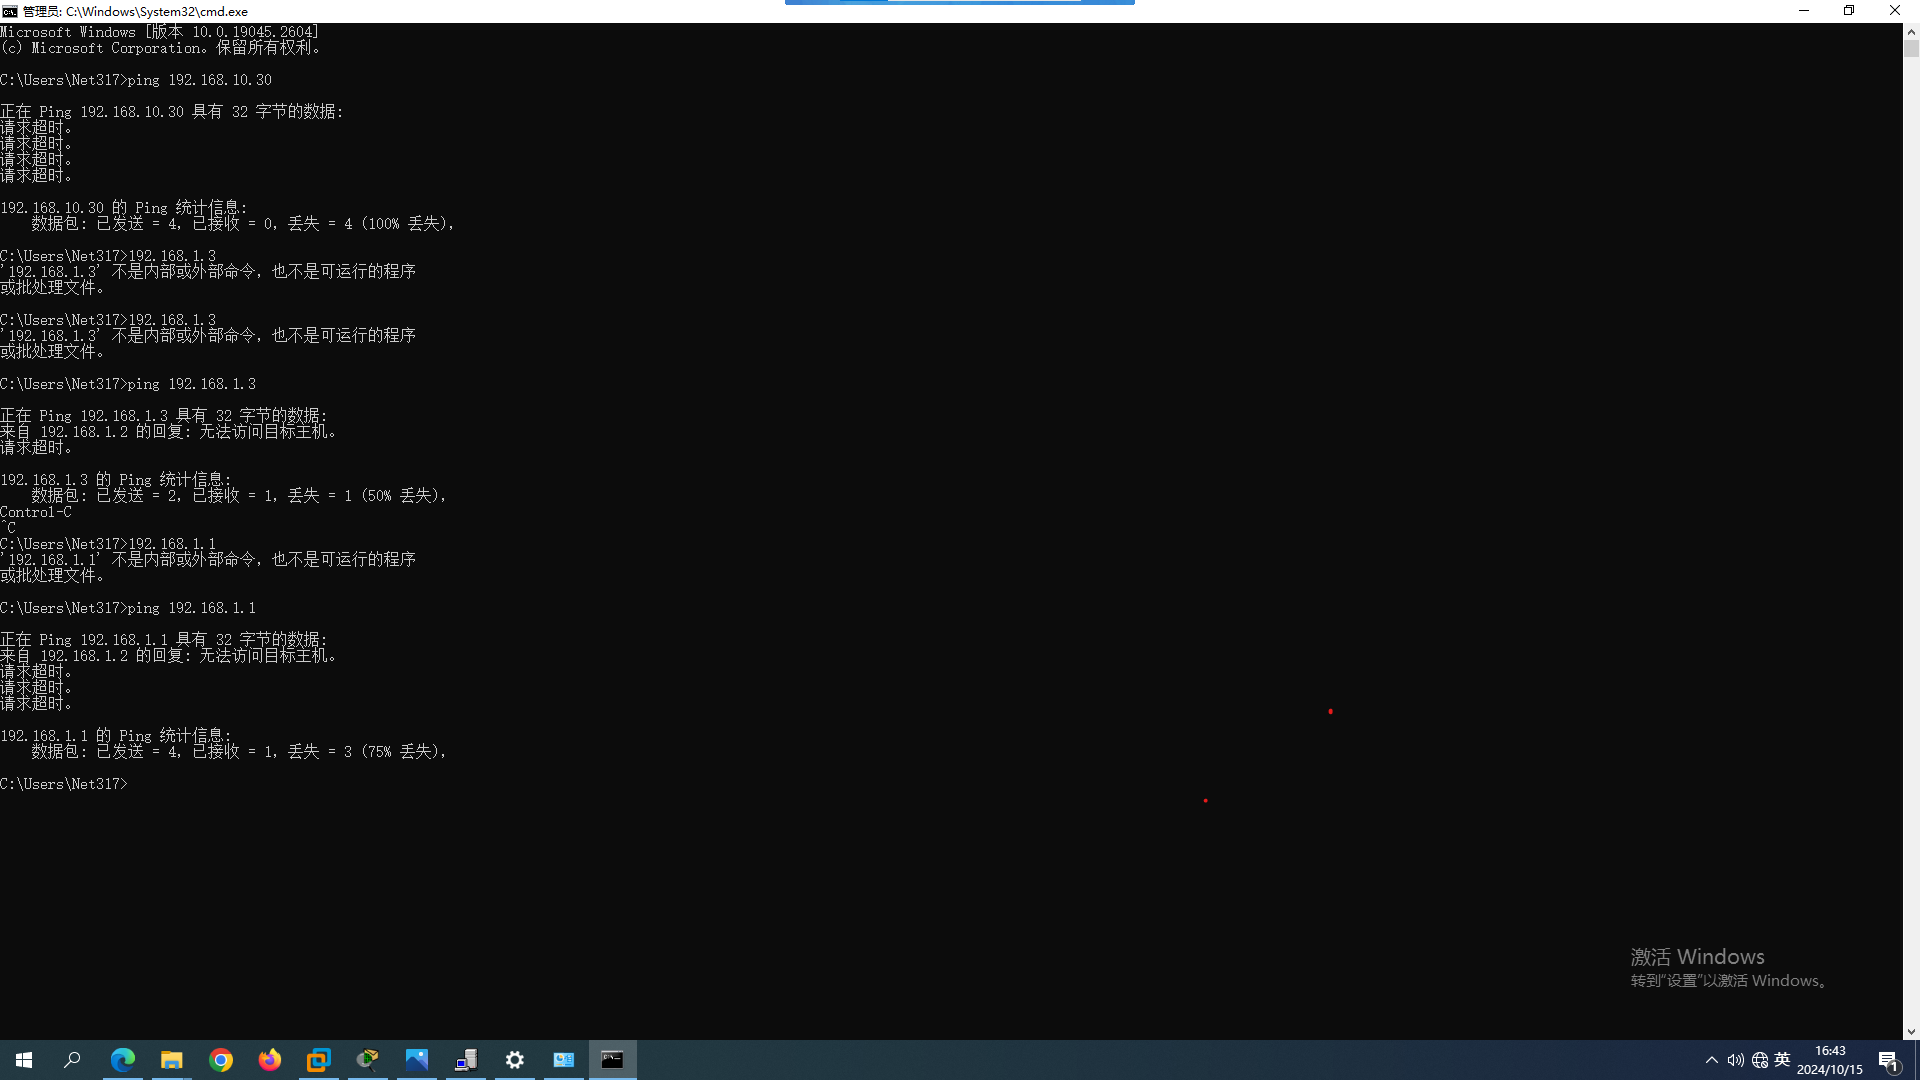 管理员: C:\Windows\System32\cmd.exe
Microsoft Windows [版本 10.0.19045.2604]
(c) Microsoft Corporation。保留所有权利。
C:\Users\Net317>ping 192.168.10.30
正在 Ping 192.168.10.30 具有 32 字节的数据:
请求超时。
请求超时。
请求超时。
请求超时。
192.168.10.30 的 Ping 统计信息:
数据包: 已发送 = 4，已接收 = 0，丢失 = 4 (100% 丢失)，
C:\Users\Net317>192.168.1.3
'192.168.1.3' 不是内部或外部命令，也不是可运行的程序
或批处理文件。
C:\Users\Net317>192.168.1.3
'192.168.1.3' 不是内部或外部命令，也不是可运行的程序
或批处理文件。
C:\Users\Net317>ping 192.168.1.3
正在 Ping 192.168.1.3 具有 32 字节的数据:
来自 192.168.1.2 的回复: 无法访问目标主机。
请求超时。
192.168.1.3 的 Ping 统计信息:
数据包: 已发送 = 2，已接收 = 1，丢失 = 1 (50% 丢失)，
Control-C
^C
C:\Users\Net317>192.168.1.1
'192.168.1.1' 不是内部或外部命令，也不是可运行的程序
或批处理文件。
C:\Users\Net317>ping 192.168.1.1
正在 Ping 192.168.1.1 具有 32 字节的数据:
来自 192.168.1.2 的回复: 无法访问目标主机。
请求超时。
请求超时。
请求超时。
192.168.1.1 的 Ping 统计信息:
数据包: 已发送 = 4，已接收 = 1，丢失 = 3 (75% 丢失)，
C:\Users\Net317>
激活 Windows
转到"设置"以激活 Windows。
英
16:43
2024/10/15
1